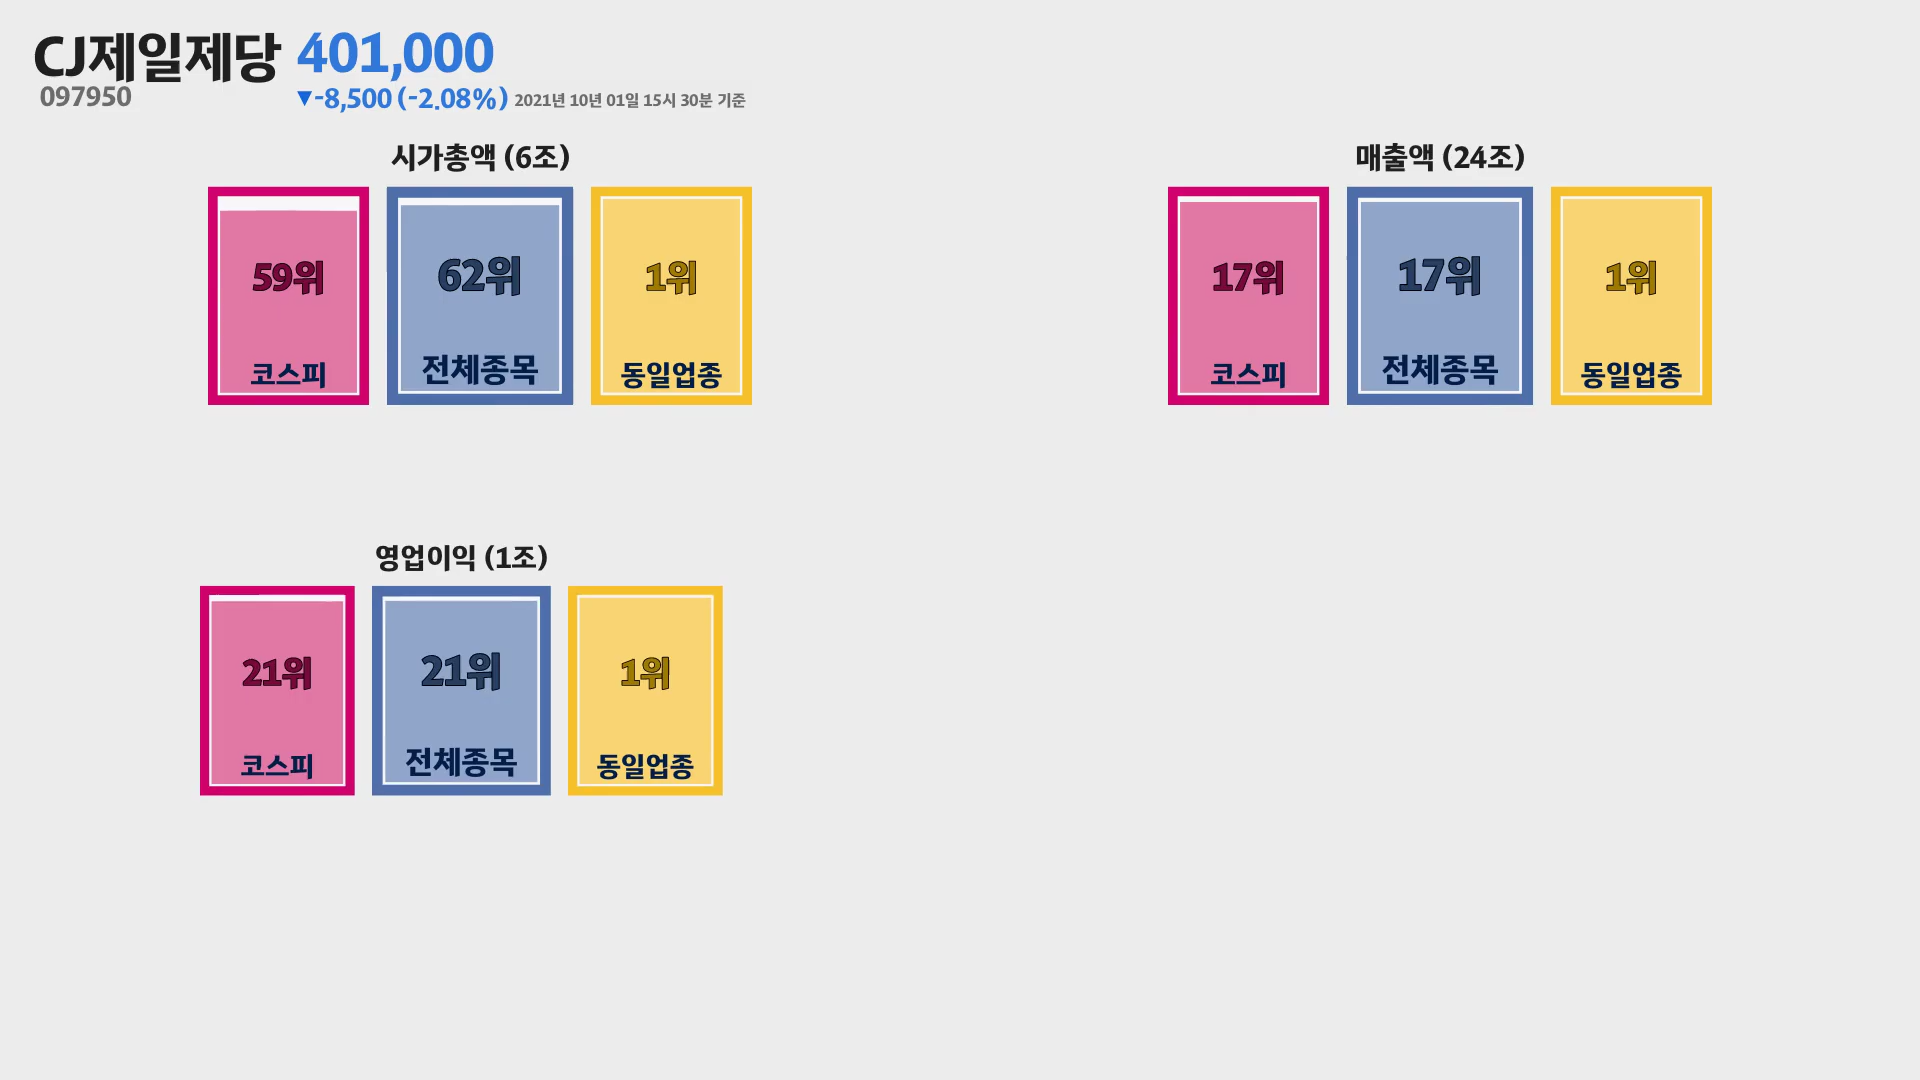 CJ제일제당 401,000
097950 ▼-8,500 (-2.08%) 2021년 10년 01일 15시 30분 기준
시가총액 (6조)
59위 62위 1위
코스피 전체종목 동일업종
매출액 (24조)
17위 17위 1위
코스피 전체종목 동일업종
영업이익 (1조)
21위 21위 1위
코스피 전체종목 동일업종